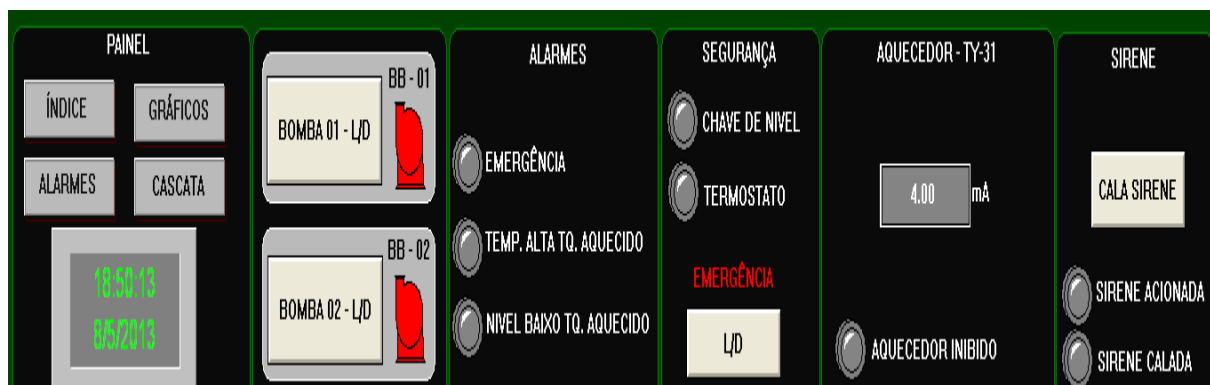 PAINEL
ÍNDICE
GRÁFICOS
ALARMES
CASCATA
18:50:13
8/5/2013
BB - 01
BOMBA 01 - L/D
BB - 02
BOMBA 02 - L/D
ALARMES
EMERGÊNCIA
TEMP. ALTA TQ. AQUECIDO
NIVEL BAIXO TQ. AQUECIDO
SEGURANÇA
CHAVE DE NIVEL
TERMOSTATO
EMERGÊNCIA
L/D
AQUECEDOR - TY-31
4.00 mA
AQUECEDOR INIBIDO
SIRENE
CALA SIRENE
SIRENE ACIONADA
SIRENE CALADA